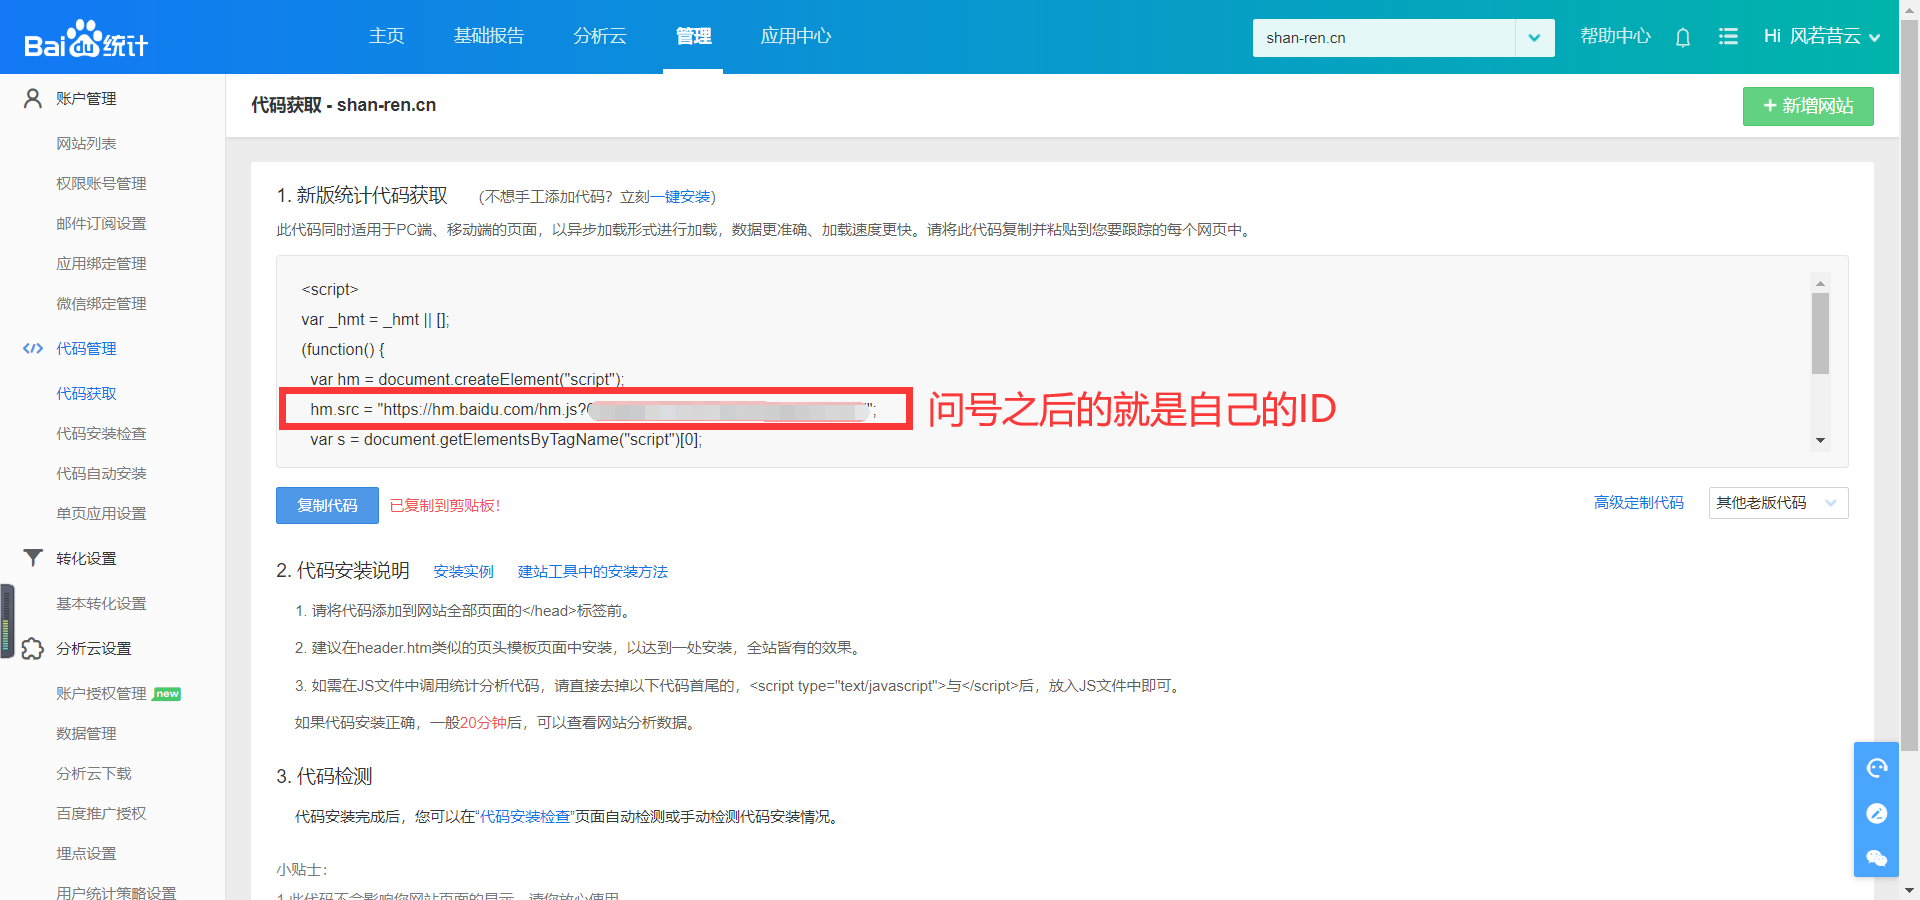 Baidu统计
主页 基础报告 分析云 管理 应用中心
shan-ren.cn
帮助中心
Hi 风若昔云
账户管理
网站列表
权限账号管理
邮件订阅设置
应用绑定管理
微信绑定管理
代码管理
代码获取
代码安装检查
代码自动安装
单页应用设置
转化设置
基本转化设置
分析云设置
账户授权管理 new
数据管理
分析云下载
百度推广授权
埋点设置
用户统计策略设置
代码获取 - shan-ren.cn
+ 新增网站
1. 新版统计代码获取 (不想手工添加代码？立刻一键安装)
此代码同时适用于PC端、移动端的页面，以异步加载形式进行加载，数据更准确、加载速度更快。请将此代码复制并粘贴到您要跟踪的每个网页中。
<script>
var _hmt = _hmt || [];
(function() {
var hm = document.createElement("script");
hm.src = "https://hm.baidu.com/hm.js? ";
问号之后的就是自己的ID
var s = document.getElementsByTagName("script")[0];
复制代码 已复制到剪贴板！
高级定制代码 其他老版代码
2. 代码安装说明 安装实例 建站工具中的安装方法
1. 请将代码添加到网站全部页面的</head>标签前。
2. 建议在header.htm类似的页头模板页面中安装，以达到一处安装，全站皆有的效果。
3. 如需在JS文件中调用统计分析代码，请直接去掉以下代码首尾的，<script type="text/javascript">与</script>后，放入JS文件中即可。
如果代码安装正确，一般20分钟后，可以查看网站分析数据。
3. 代码检测
代码安装完成后，您可以在“代码安装检查”页面自动检测或手动检测代码安装情况。
小贴士：
1.此代码不会影响您网站页面的显示，请您放心使用